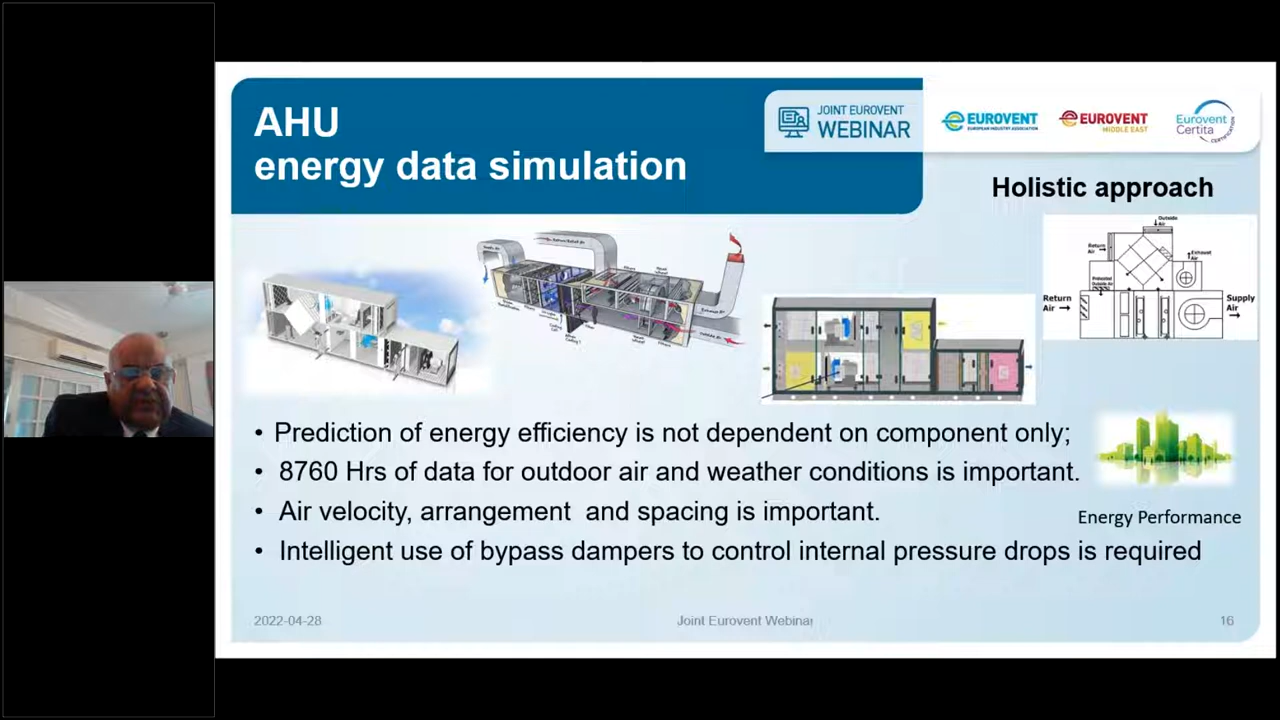 AHU
energy data simulation
JOINT EUROVENT
WEBINAR
EUROVENT
EUROPEAN INDUSTRY ASSOCIATION
EUROVENT
MIDDLE EAST
Eurovent
Certita
CERTIFICATION
Holistic approach
Outside
Air
Return
Air
Exhaust
Air
Return
Air
Supply
Air
• Prediction of energy efficiency is not dependent on component only;
• 8760 Hrs of data for outdoor air and weather conditions is important.
• Air velocity, arrangement and spacing is important.
• Intelligent use of bypass dampers to control internal pressure drops is required
Energy Performance
2022-04-28
Joint Eurovent Webinar
16